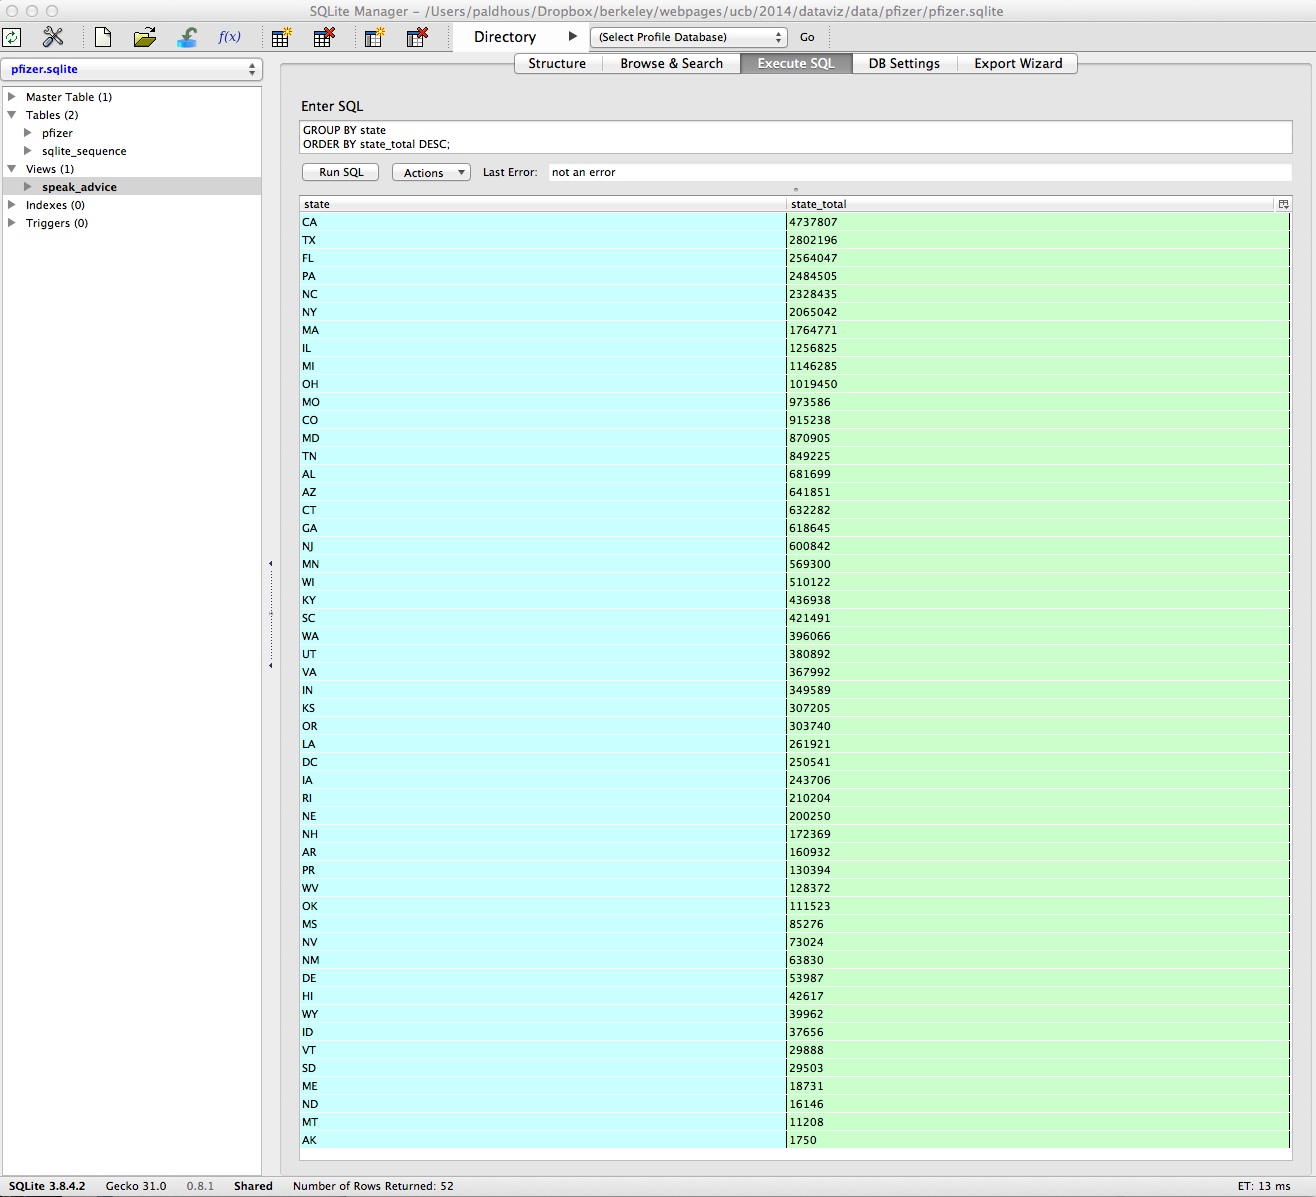 SQLite Manager - /Users/paldhous/Dropbox/berkeley/webpages/ucb/2014/dataviz/data/pfizer/pfizer.sqlite
f(x) Directory (Select Profile Database) Go
pfizer.sqlite
Master Table (1)
Tables (2)
pfizer
sqlite_sequence
Views (1)
speak_advice
Indexes (0)
Triggers (0)
Structure Browse & Search Execute SQL DB Settings Export Wizard
Enter SQL
GROUP BY state
ORDER BY state_total DESC;
Run SQL Actions Last Error: not an error
state state_total
CA 4737807
TX 2802196
FL 2564047
PA 2484505
NC 2328435
NY 2065042
MA 1764771
IL 1256825
MI 1146285
OH 1019450
MO 973586
CO 915238
MD 870905
TN 849225
AL 681699
AZ 641851
CT 632282
GA 618645
NJ 600842
MN 569300
WI 510122
KY 436938
SC 421491
WA 396066
UT 380892
VA 367992
IN 349589
KS 307205
OR 303740
LA 261921
DC 250541
IA 243706
RI 210204
NE 200250
NH 172369
AR 160932
PR 130394
WV 128372
OK 111523
MS 85276
NV 73024
NM 63830
DE 53987
HI 42617
WY 39962
ID 37656
VT 29888
SD 29503
ME 18731
ND 16146
MT 11208
AK 1750
SQLite 3.8.4.2 Gecko 31.0 0.8.1 Shared Number of Rows Returned: 52 ET: 13 ms